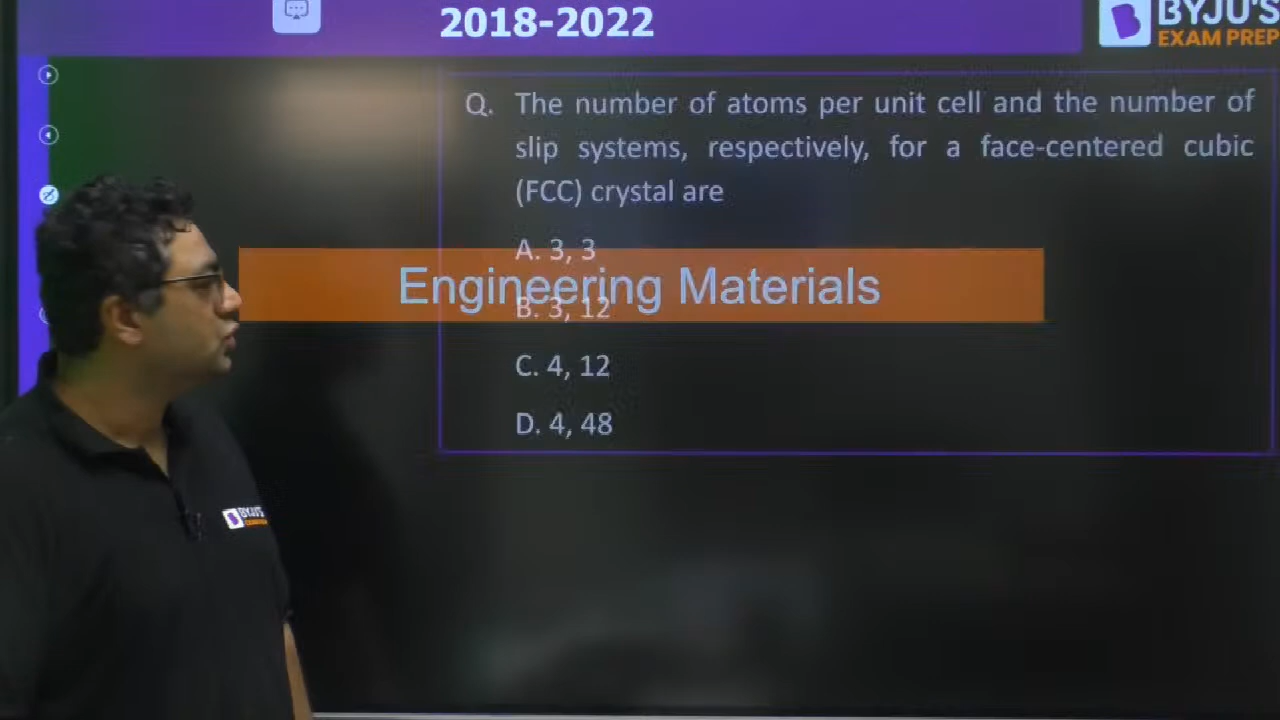 2018-2022
BYJU'S
EXAM PREP
Q. The number of atoms per unit cell and the number of
slip systems, respectively, for a face-centered cubic
(FCC) crystal are
A. 3, 3
Engineering Materials
B. 3, 12
C. 4, 12
D. 4, 48
BYJU'S